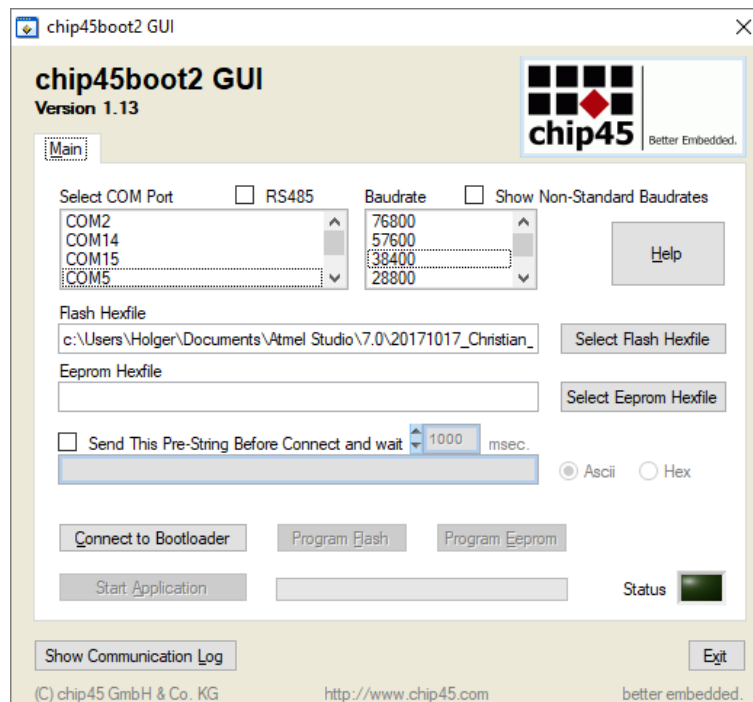 chip45boot2 GUI
chip45boot2 GUI
Version 1.13
chip45
Better Embedded.
Main
Select COM Port RS485 Baudrate Show Non-Standard Baudrates
COM2 76800
COM14 57600
COM15 38400
COM5 28800
Help
Flash Hexfile
c:\Users\Holger\Documents\Atmel Studio\7.0\20171017_Christian_ Select Flash Hexfile
Eeprom Hexfile
Select Eeprom Hexfile
Send This Pre-String Before Connect and wait 1000 msec.
Ascii Hex
Connect to Bootloader Program Flash Program Eeprom
Start Application Status
Show Communication Log Exit
(C) chip45 GmbH & Co. KG http://www.chip45.com better embedded.